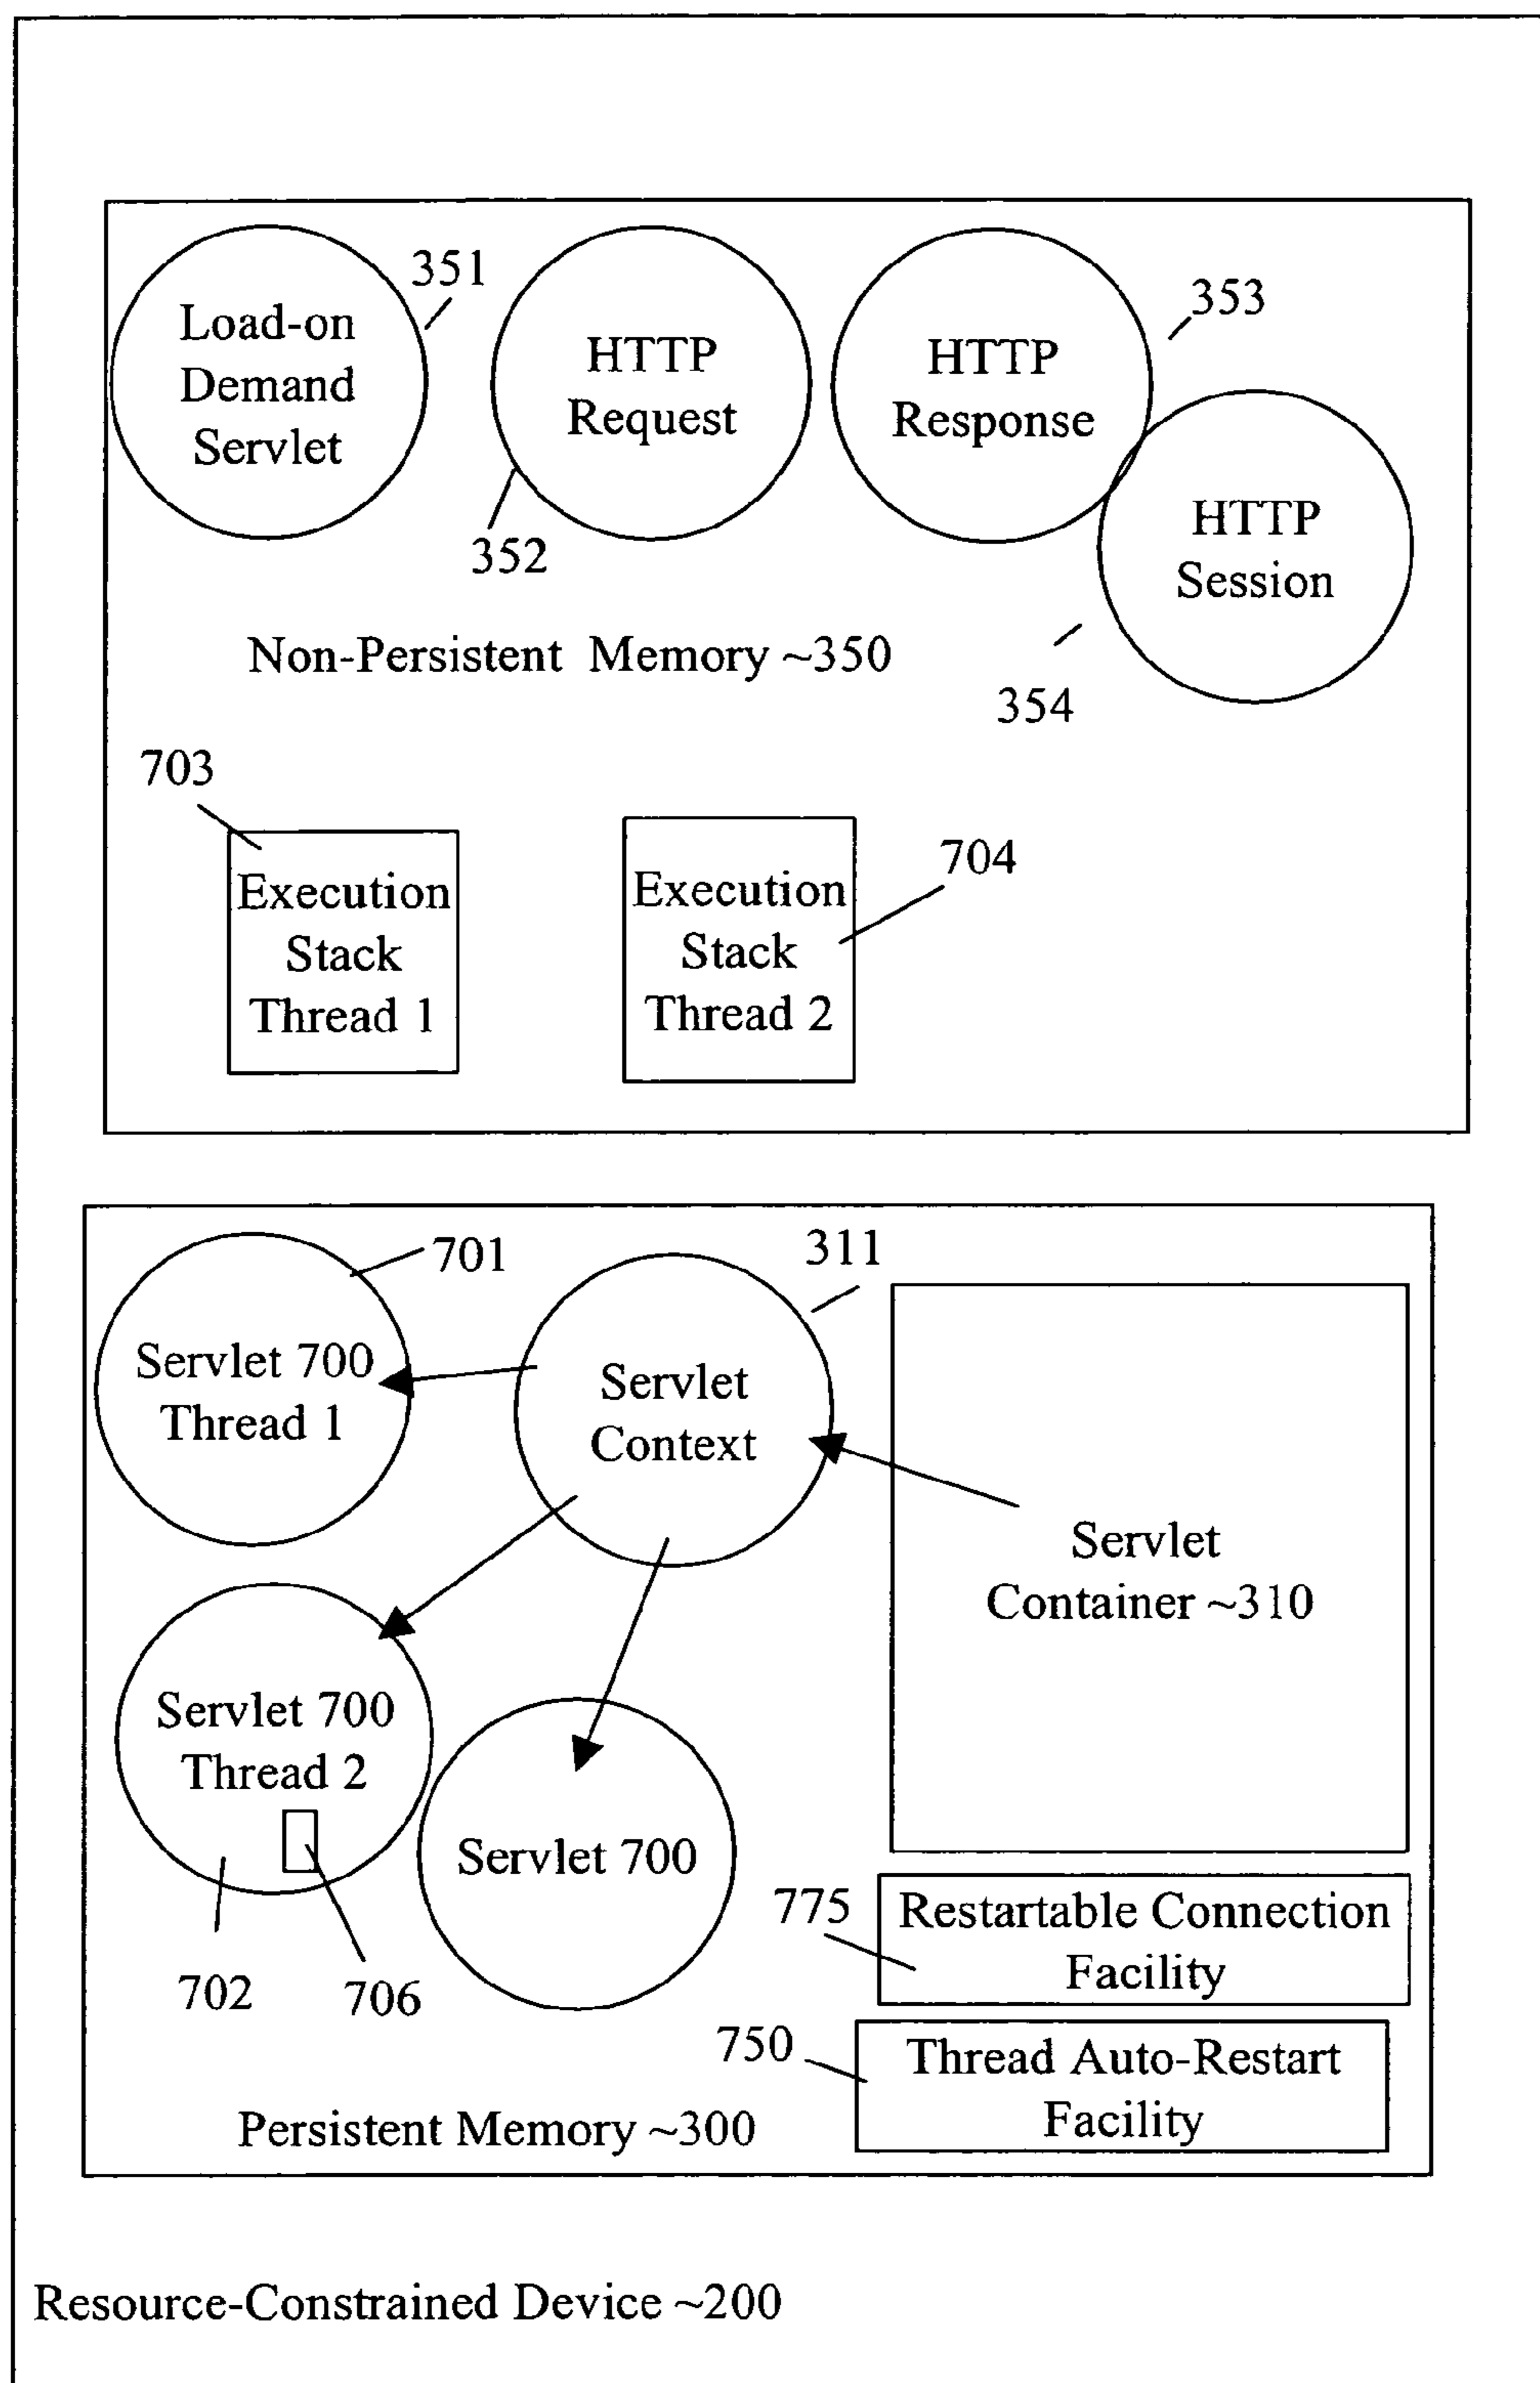 Load-on
Demand
Servlet
351
HTTP
Request
352
HTTP
Response
353
HTTP
Session
354
Non-Persistent Memory ~350
703
Execution
Stack
Thread 1
Execution
Stack
Thread 2
704
701
Servlet 700
Thread 1
311
Servlet
Context
Servlet
Container ~310
Servlet 700
Thread 2
702
706
Servlet 700
775
Restartable Connection
Facility
750
Thread Auto-Restart
Facility
Persistent Memory ~300
Resource-Constrained Device ~200